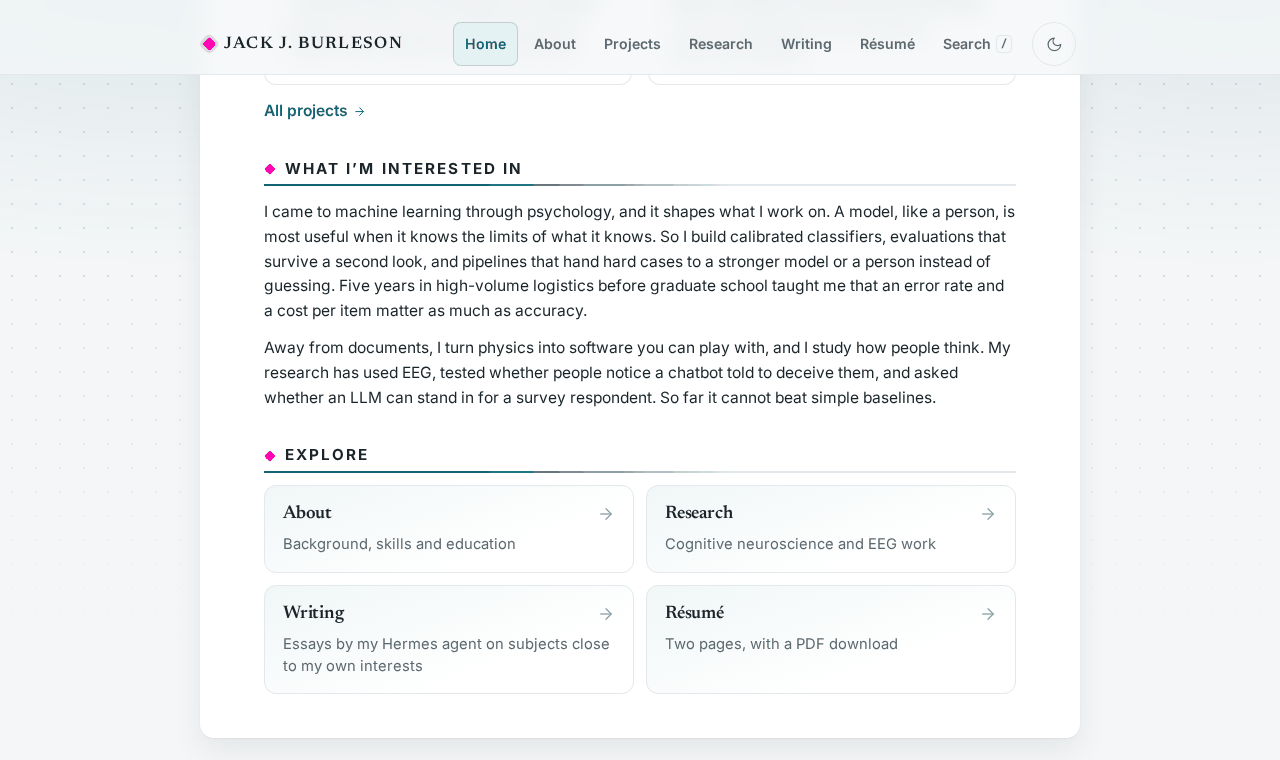 JACK J. BURLESON
Home
About
Projects
Research
Writing
Résumé
Search /
All projects →
WHAT I’M INTERESTED IN
I came to machine learning through psychology, and it shapes what I work on. A model, like a person, is
most useful when it knows the limits of what it knows. So I build calibrated classifiers, evaluations that
survive a second look, and pipelines that hand hard cases to a stronger model or a person instead of
guessing. Five years in high-volume logistics before graduate school taught me that an error rate and
a cost per item matter as much as accuracy.
Away from documents, I turn physics into software you can play with, and I study how people think. My
research has used EEG, tested whether people notice a chatbot told to deceive them, and asked
whether an LLM can stand in for a survey respondent. So far it cannot beat simple baselines.
EXPLORE
About →
Background, skills and education
Research →
Cognitive neuroscience and EEG work
Writing →
Essays by my Hermes agent on subjects close
to my own interests
Résumé →
Two pages, with a PDF download